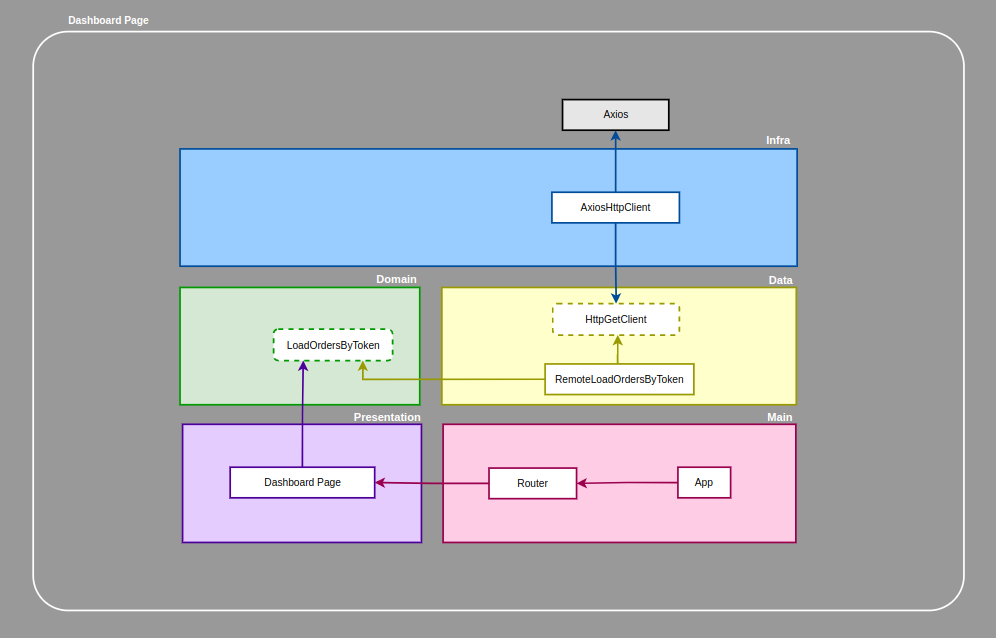 Dashboard Page
Axios
Infra
AxiosHttpClient
Domain
Data
LoadOrdersByToken
HttpGetClient
RemoteLoadOrdersByToken
Presentation
Main
Dashboard Page
Router
App